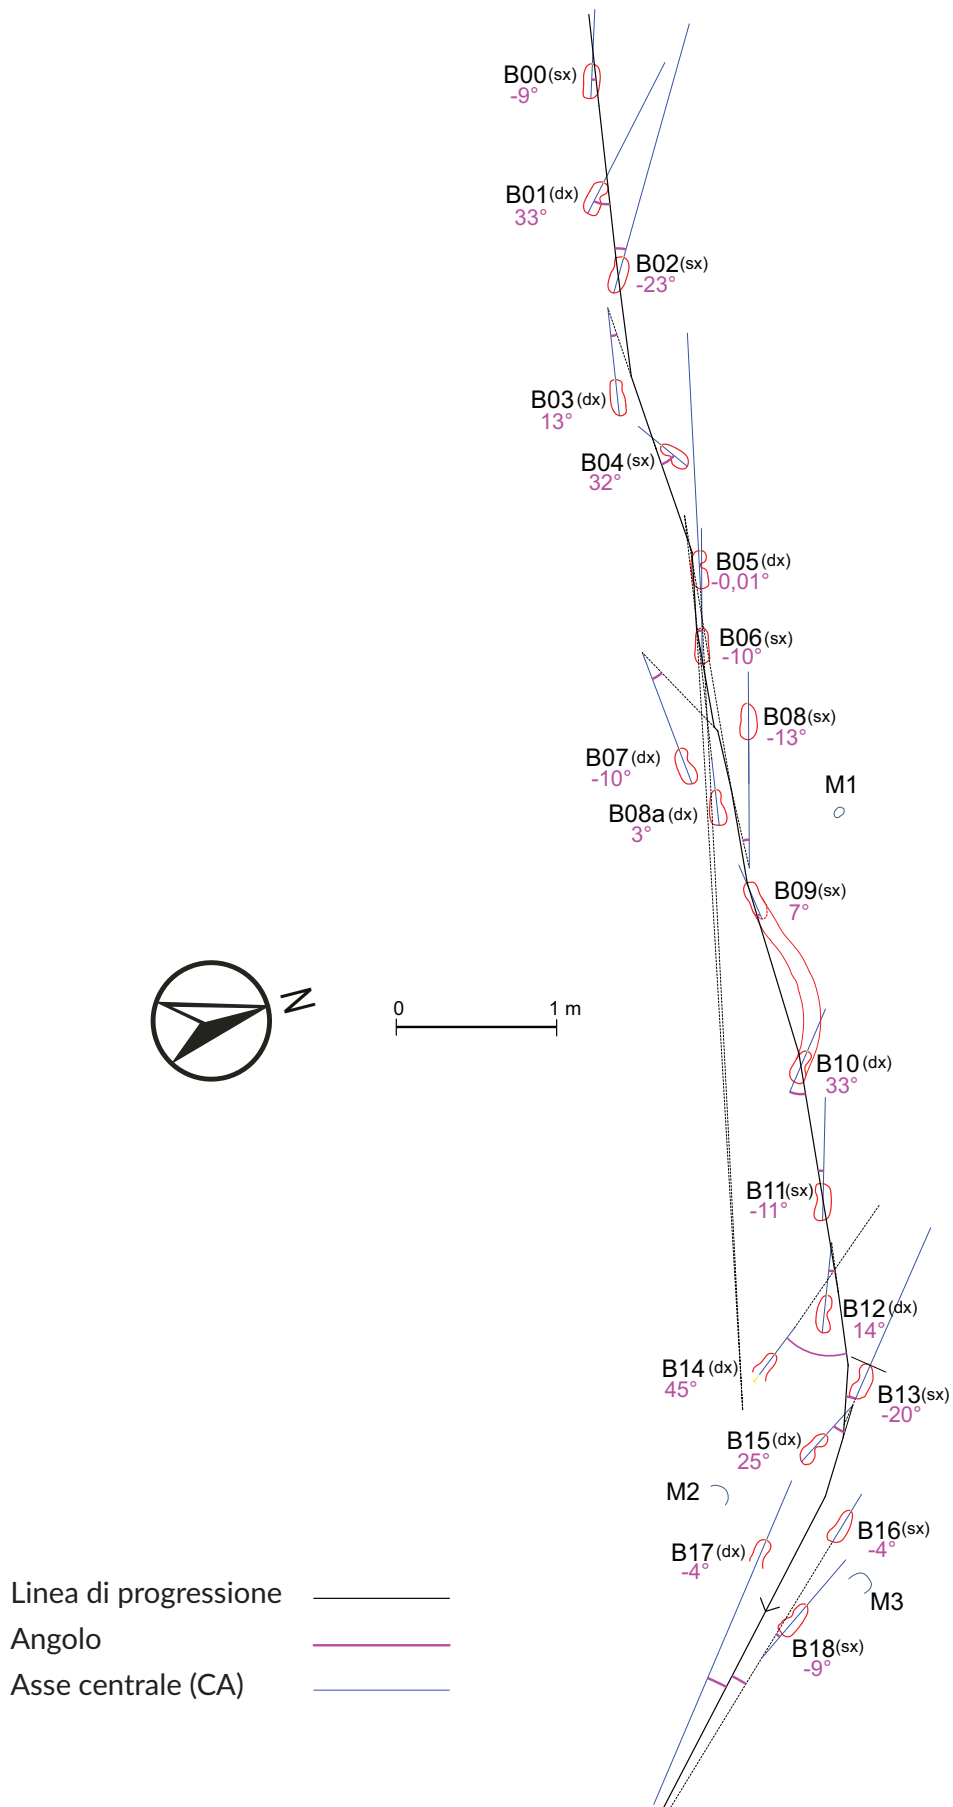 B00(sx)
-9°
B01(dx)
33°
B02(sx)
-23°
B03(dx)
13°
B04(sx)
32°
B05(dx)
-0,01°
B06(sx)
-10°
B08(sx)
-13°
B07(dx)
-10°
M1
B08a(dx)
3°
B09(sx)
7°
N
0 1 m
B10(dx)
33°
B11(sx)
-11°
B12(dx)
14°
B14(dx)
45°
B13(sx)
-20°
B15(dx)
25°
M2
B16(sx)
-4°
B17(dx)
-4°
M3
B18(sx)
-9°
Linea di progressione
Angolo
Asse centrale (CA)